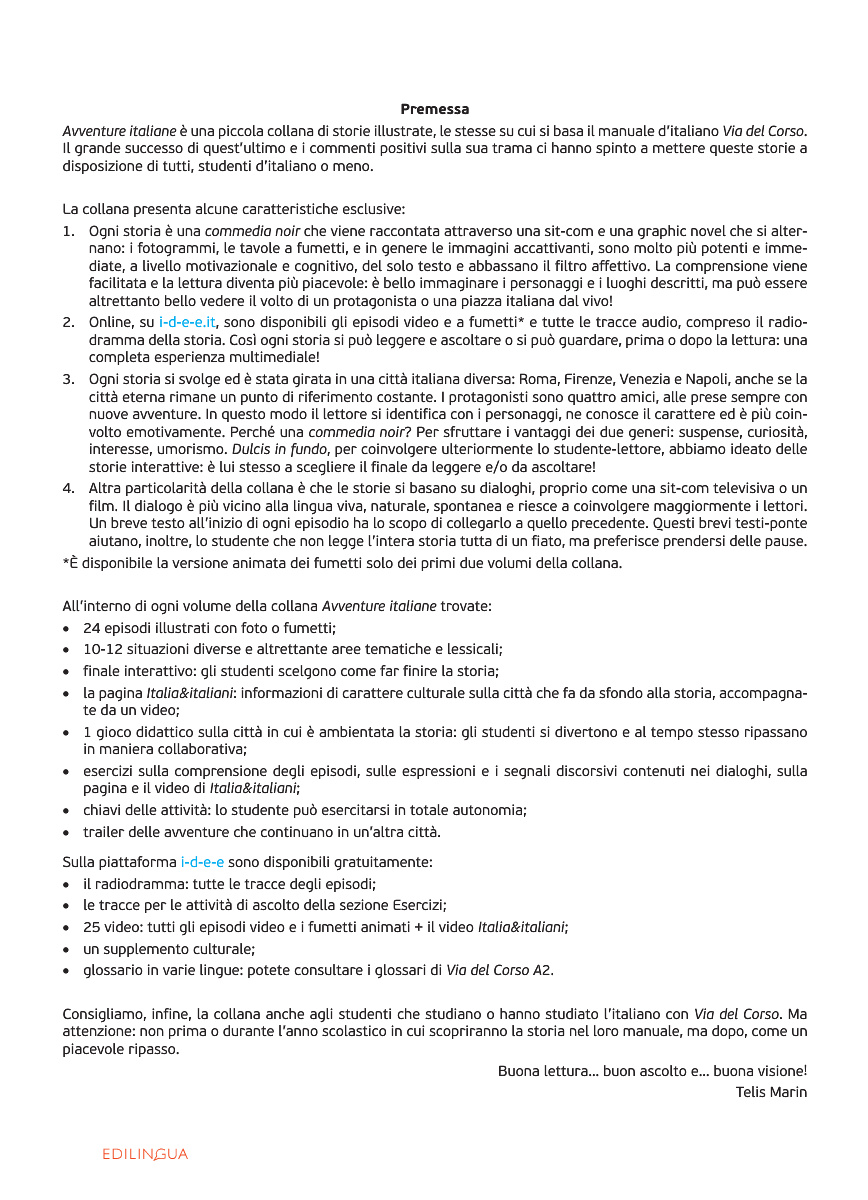 Premessa
Avventure italiane è una piccola collana di storie illustrate, le stesse su cui si basa il manuale d'italiano Via del Corso.
Il grande successo di quest'ultimo e i commenti positivi sulla sua trama ci hanno spinto a mettere queste storie a
disposizione di tutti, studenti d'italiano o meno.
La collana presenta alcune caratteristiche esclusive:
1. Ogni storia è una commedia noir che viene raccontata attraverso una sit-com e una graphic novel che si alter-
nano: i fotogrammi, le tavole a fumetti, e in genere le immagini accattivanti, sono molto più potenti e imme-
diate, a livello motivazionale e cognitivo, del solo testo e abbassano il filtro affettivo. La comprensione viene
facilitata e la lettura diventa più piacevole: è bello immaginare i personaggi e i luoghi descritti, ma può essere
altrettanto bello vedere il volto di un protagonista o una piazza italiana dal vivo!
2. Online, su i-d-e-e.it, sono disponibili gli episodi video e a fumetti* e tutte le tracce audio, compreso il radio-
dramma della storia. Così ogni storia si può leggere e ascoltare o si può guardare, prima o dopo la lettura: una
completa esperienza multimediale!
3. Ogni storia si svolge ed è stata girata in una città italiana diversa: Roma, Firenze, Venezia e Napoli, anche se la
città eterna rimane un punto di riferimento costante. I protagonisti sono quattro amici, alle prese sempre con
nuove avventure. In questo modo il lettore si identifica con i personaggi, ne conosce il carattere ed è più coin-
volto emotivamente. Perché una commedia noir? Per sfruttare i vantaggi dei due generi: suspense, curiosità,
interesse, umorismo. Dulcis in fundo, per coinvolgere ulteriormente lo studente-lettore, abbiamo ideato delle
storie interattive: è lui stesso a scegliere il finale da leggere e/o da ascoltare!
4. Altra particolarità della collana è che le storie si basano su dialoghi, proprio come una sit-com televisiva o un
film. Il dialogo è più vicino alla lingua viva, naturale, spontanea e riesce a coinvolgere maggiormente i lettori.
Un breve testo all'inizio di ogni episodio ha lo scopo di collegarlo a quello precedente. Questi brevi testi-ponte
aiutano, inoltre, lo studente che non legge l'intera storia tutta di un fiato, ma preferisce prendersi delle pause.
*È disponibile la versione animata dei fumetti solo dei primi due volumi della collana.
All'interno di ogni volume della collana Avventure italiane trovate:
• 24 episodi illustrati con foto o fumetti;
• 10-12 situazioni diverse e altrettante aree tematiche e lessicali;
• finale interattivo: gli studenti scelgono come far finire la storia;
• la pagina Italia&italiani: informazioni di carattere culturale sulla città che fa da sfondo alla storia, accompagna-
te da un video;
• 1 gioco didattico sulla città in cui è ambientata la storia: gli studenti si divertono e al tempo stesso ripassano
in maniera collaborativa;
• esercizi sulla comprensione degli episodi, sulle espressioni e i segnali discorsivi contenuti nei dialoghi, sulla
pagina e il video di Italia&italiani;
• chiavi delle attività: lo studente può esercitarsi in totale autonomia;
• trailer delle avventure che continuano in un'altra città.
Sulla piattaforma i-d-e-e sono disponibili gratuitamente:
• il radiodramma: tutte le tracce degli episodi;
• le tracce per le attività di ascolto della sezione Esercizi;
• 25 video: tutti gli episodi video e i fumetti animati + il video Italia&italiani;
• un supplemento culturale;
• glossario in varie lingue: potete consultare i glossari di Via del Corso A2.
Consigliamo, infine, la collana anche agli studenti che studiano o hanno studiato l'italiano con Via del Corso. Ma
attenzione: non prima o durante l'anno scolastico in cui scopriranno la storia nel loro manuale, ma dopo, come un
piacevole ripasso.
Buona lettura... buon ascolto e... buona visione!
Telis Marin
EDILINGUA